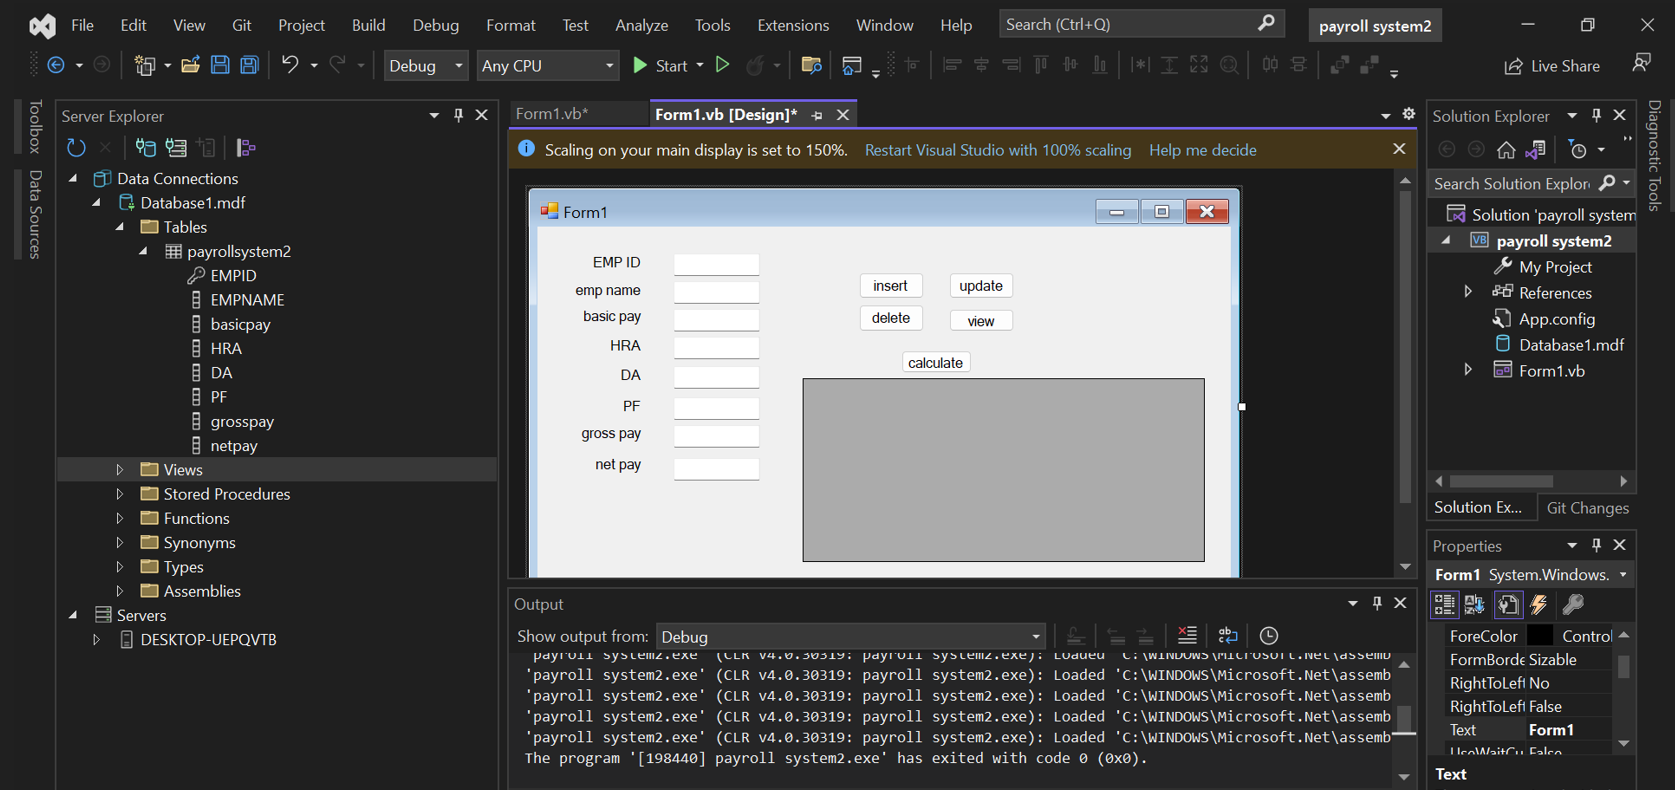 File Edit View Git Project Build Debug Format Test Analyze Tools Extensions Window Help Search (Ctrl+Q) payroll system2
Debug Any CPU Start Live Share
Toolbox
Data Sources
Server Explorer
Data Connections
Database1.mdf
Tables
payrollsystem2
EMPID
EMPNAME
basicpay
HRA
DA
PF
grosspay
netpay
Views
Stored Procedures
Functions
Synonyms
Types
Assemblies
Servers
DESKTOP-UEPQVTB
Form1.vb* Form1.vb [Design]*
Scaling on your main display is set to 150%. Restart Visual Studio with 100% scaling Help me decide
Form1
EMP ID
emp name
basic pay
HRA
DA
PF
gross pay
net pay
insert update
delete view
calculate
Output
Show output from: Debug
'payroll system2.exe' (CLR v4.0.30319: payroll system2.exe): Loaded 'C:\WINDOWS\Microsoft.Net\assemb
'payroll system2.exe' (CLR v4.0.30319: payroll system2.exe): Loaded 'C:\WINDOWS\Microsoft.Net\assemb
'payroll system2.exe' (CLR v4.0.30319: payroll system2.exe): Loaded 'C:\WINDOWS\Microsoft.Net\assemb
'payroll system2.exe' (CLR v4.0.30319: payroll system2.exe): Loaded 'C:\WINDOWS\Microsoft.Net\assemb
'payroll system2.exe' (CLR v4.0.30319: payroll system2.exe): Loaded 'C:\WINDOWS\Microsoft.Net\assemb
The program '[198440] payroll system2.exe' has exited with code 0 (0x0).
Solution Explorer
Search Solution Explor
Solution 'payroll system
VB payroll system2
My Project
References
App.config
Database1.mdf
Form1.vb
Solution Ex... Git Changes
Properties
Form1 System.Windows.
ForeColor Control
FormBorde Sizable
RightToLeft No
RightToLeft False
Text Form1
UseWaitCu False
Text
Diagnostic Tools